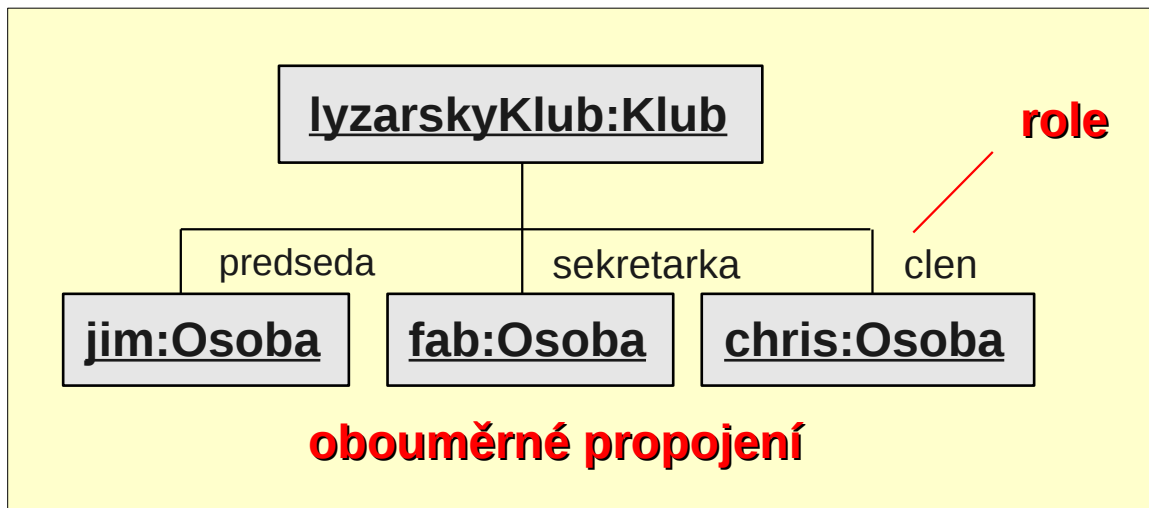 lyzarskyKlub:Klub
role
predseda
sekretarka
clen
jim:Osoba
fab:Osoba
chris:Osoba
obouměrné propojení